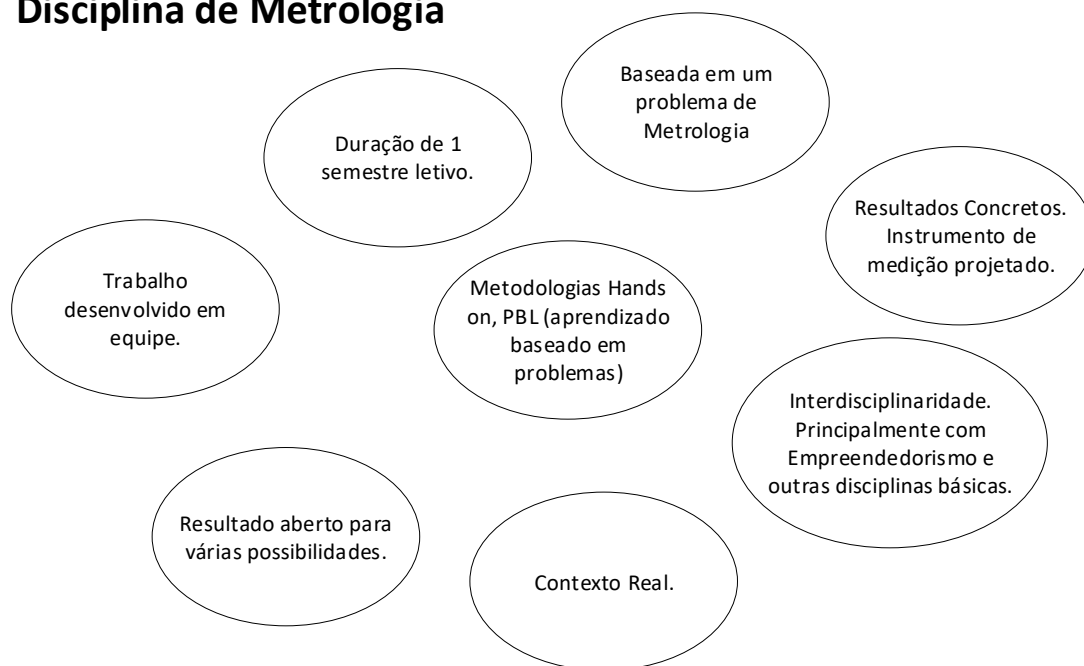 Disciplina de Metrologia
Baseada em um
problema de
Metrologia
Duração de 1
semestre letivo.
Resultados Concretos.
Instrumento de
medição projetado.
Trabalho
desenvolvido em
equipe.
Metodologias Hands
on, PBL (aprendizado
baseado em
problemas)
Interdisciplinaridade.
Principalmente com
Empreendedorismo e
outras disciplinas básicas.
Resultado aberto para
várias possibilidades.
Contexto Real.